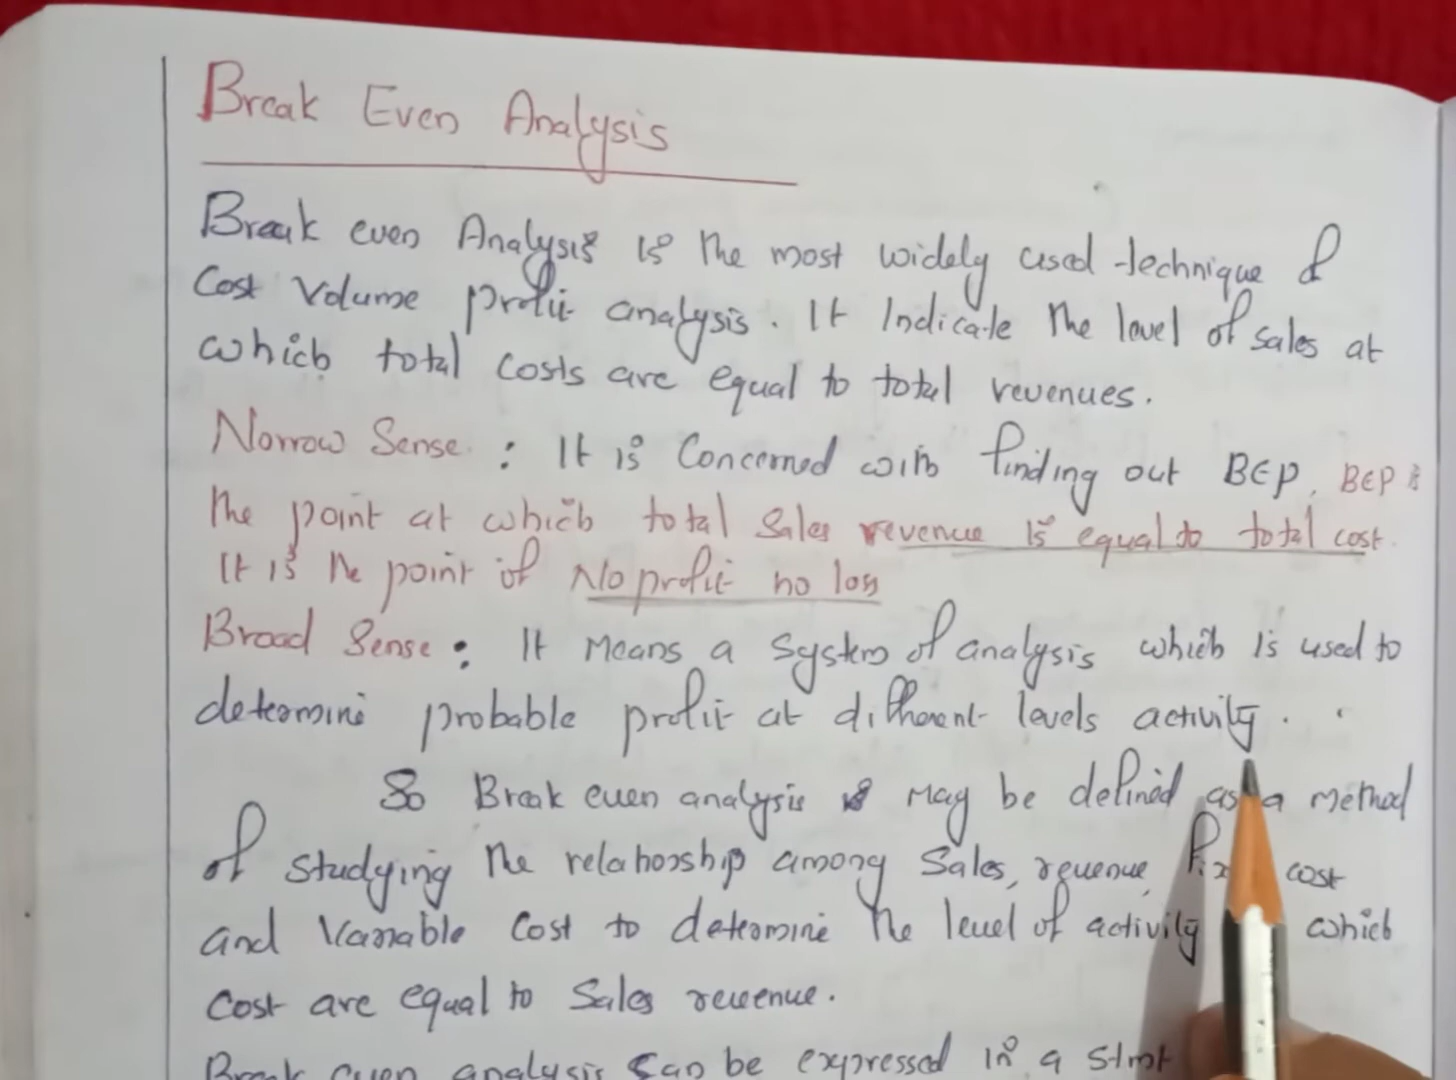 Break Even Analysis
Break even Analysis is the most widely used technique of
Cost Volume profit analysis. It Indicate the level of sales at
which total costs are equal to total revenues.
Norrow Sense : It is Concerned with finding out BEP. BEP is
the point at which total Sales revenue is equal to total cost.
It is the point of No profit no loss
Broad Sense : It Means a System of analysis which is used to
determine probable profit at different levels activity.
So Break even analysis may be defined as a method
of studying the relationship among Sales, revenue, cost
and Variable Cost to determine the level of activity which
Cost are equal to Sales revenue.
Break even analysis can be expressed in a